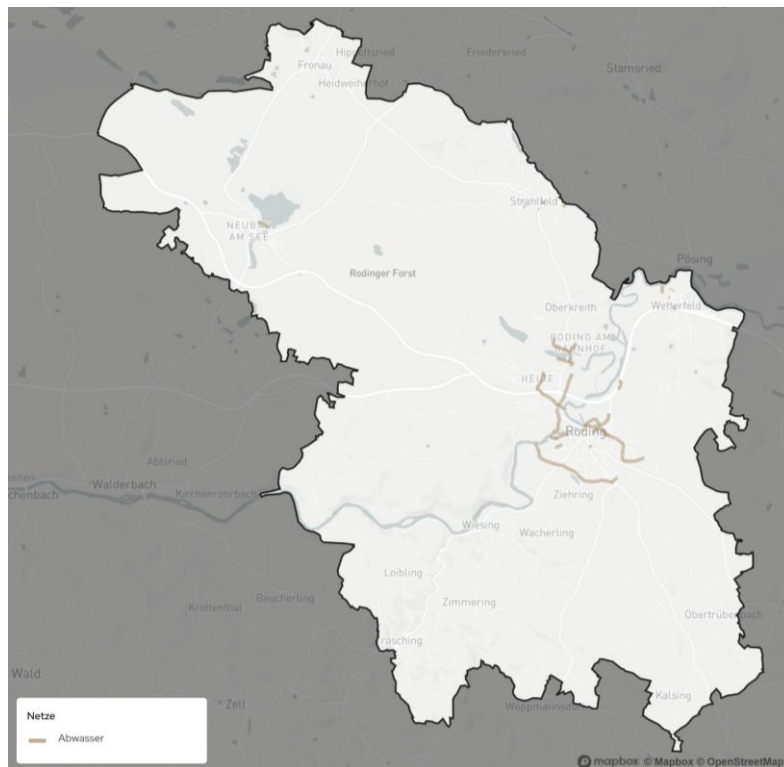 Hippoltsried
Friedersried
Fronau
Stamsried
Heidweiherhof
Strahlfeld
NEUBÄU
AM SEE
Pösing
Rodinger Forst
Oberkreith
Wetterfeld
RODING AM
BAHNHOF
HEIDE
Roding
Abtsried
Walderbach
Kirchenrohrbach
Ziehring
Wiesing
Wacherling
Loibling
Beucherling
Zimmering
Krottenthal
Obertrübenbach
Wald
Zell
Kalsing
Netze
Abwasser
mapbox © Mapbox © OpenStreetMap